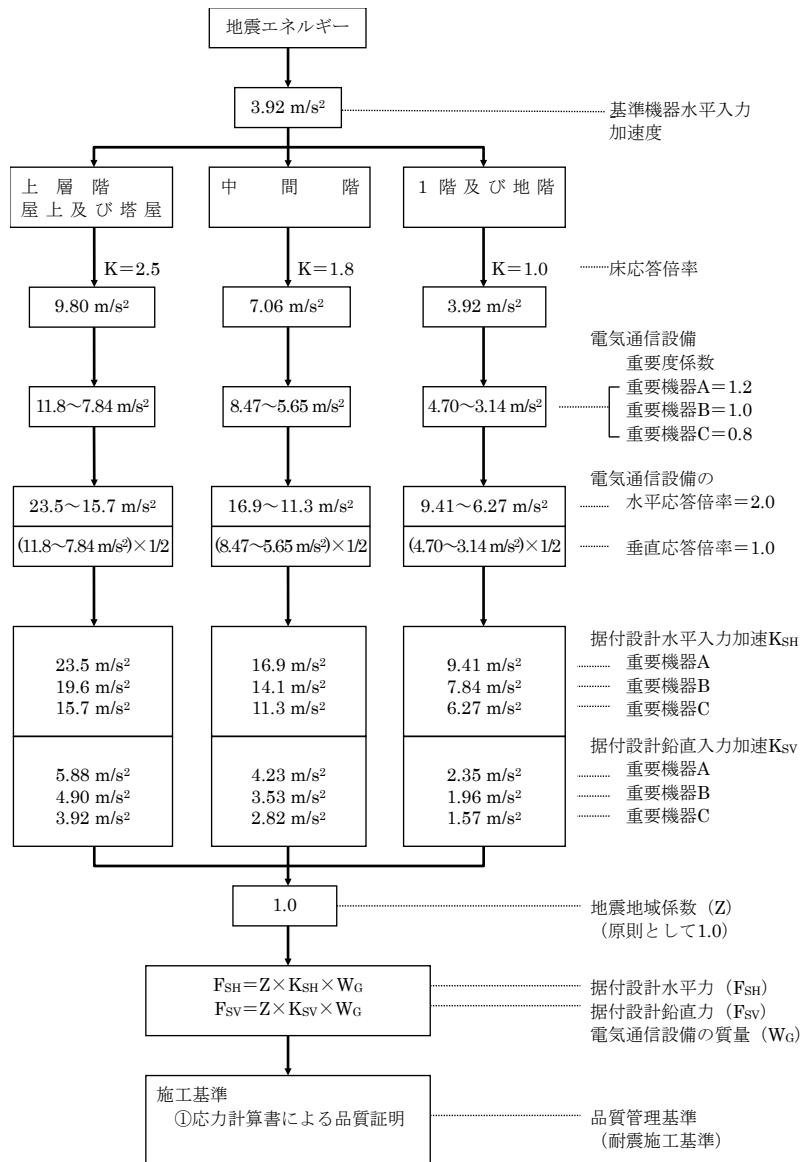 地震エネルギー
3.92 m/s²
基準機器水平入力
加速度
上層階
屋上及び塔屋
中間階
1階及び地階
K=2.5
K=1.8
K=1.0
床応答倍率
9.80 m/s²
7.06 m/s²
3.92 m/s²
電気通信設備
重要度係数
重要機器A=1.2
重要機器B=1.0
重要機器C=0.8
11.8～7.84 m/s²
8.47～5.65 m/s²
4.70～3.14 m/s²
電気通信設備の
水平応答倍率=2.0
23.5～15.7 m/s²
16.9～11.3 m/s²
9.41～6.27 m/s²
(11.8～7.84 m/s²)×1/2
(8.47～5.65 m/s²)×1/2
(4.70～3.14 m/s²)×1/2
垂直応答倍率=1.0
据付設計水平入力加速KSH
23.5 m/s²
16.9 m/s²
9.41 m/s²
重要機器A
19.6 m/s²
14.1 m/s²
7.84 m/s²
重要機器B
15.7 m/s²
11.3 m/s²
6.27 m/s²
重要機器C
据付設計鉛直入力加速KSV
5.88 m/s²
4.23 m/s²
2.35 m/s²
重要機器A
4.90 m/s²
3.53 m/s²
1.96 m/s²
重要機器B
3.92 m/s²
2.82 m/s²
1.57 m/s²
重要機器C
1.0
地震地域係数（Z）
（原則として1.0）
FSH=Z×KSH×WG
FSV=Z×KSV×WG
据付設計水平力（FSH）
据付設計鉛直力（FSV）
電気通信設備の質量（WG）
施工基準
①応力計算書による品質証明
品質管理基準
（耐震施工基準）